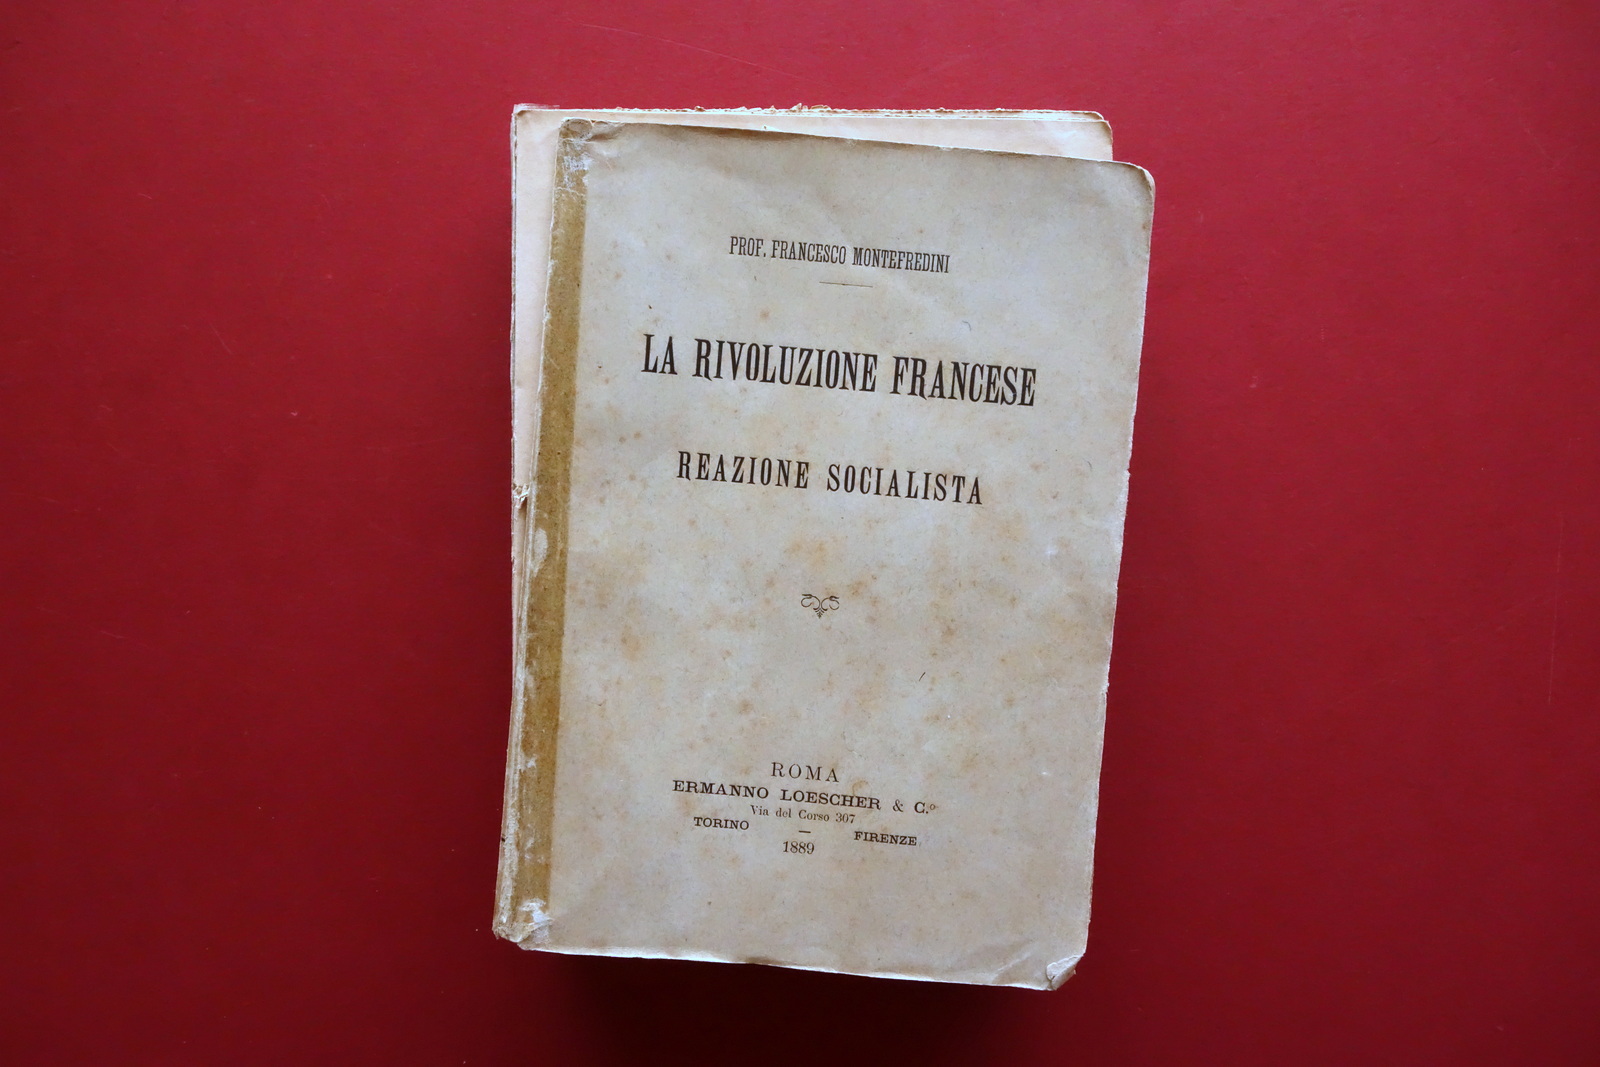 PROF. FRANCESCO MONTEFREDINI
LA RIVOLUZIONE FRANCESE
REAZIONE SOCIALISTA
ROMA
ERMANNO LOESCHER & C.º
Via del Corso 307
TORINO — FIRENZE
1889